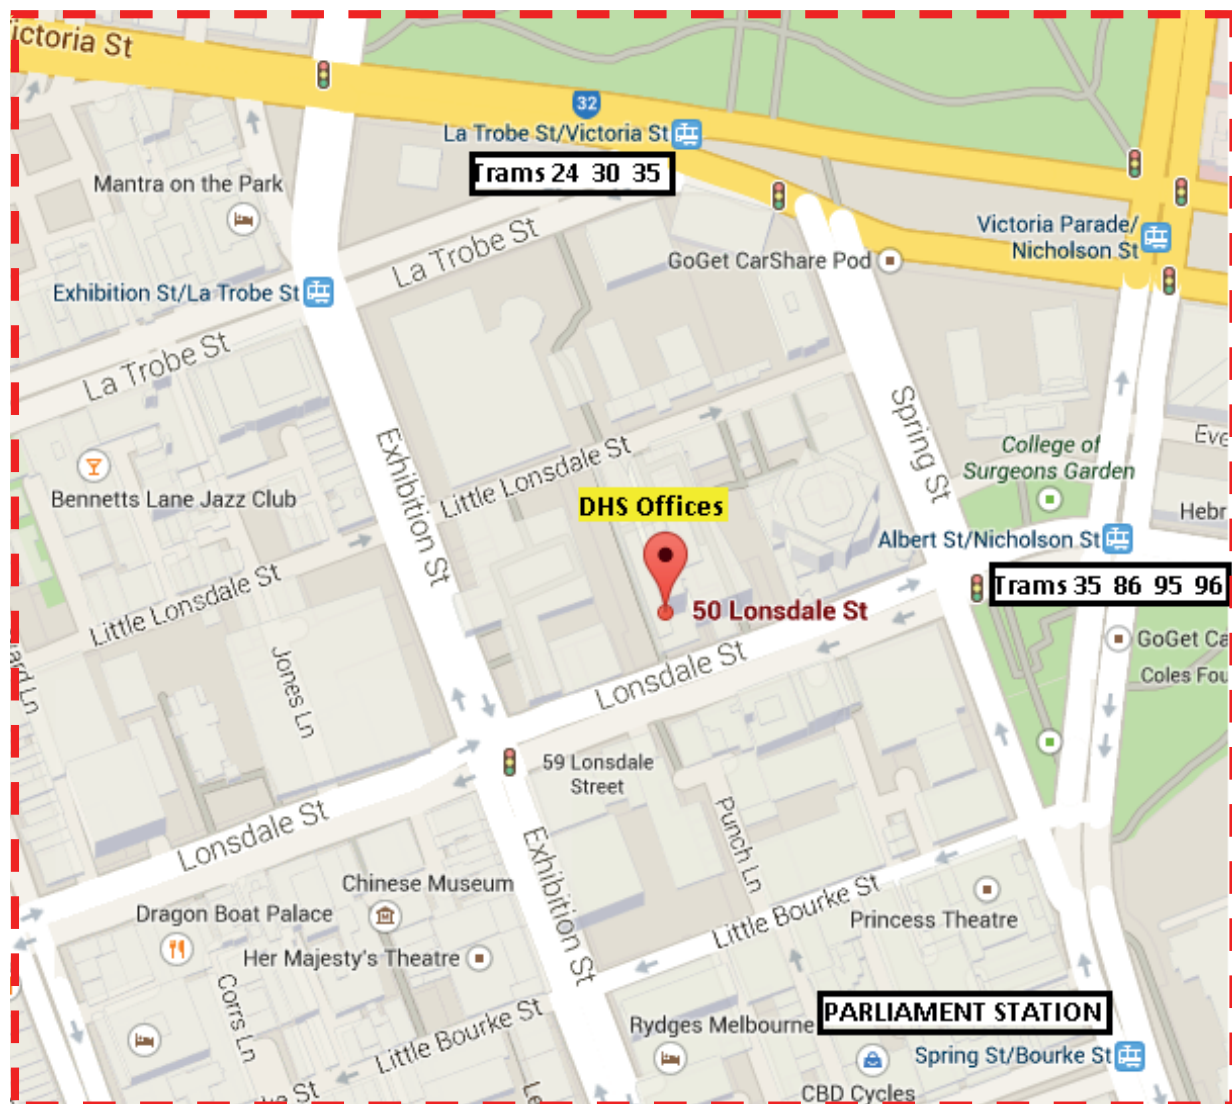 ictoria St
32
La Trobe St/Victoria St
Trams 24 30 35
Mantra on the Park
La Trobe St
Victoria Parade/
Nicholson St
GoGet CarShare Pod
Exhibition St/La Trobe St
La Trobe St
Spring St
Exhibition St
College of
Surgeons Garden
Eve
Bennetts Lane Jazz Club
Little Lonsdale St
DHS Offices
Hebr
Albert St/Nicholson St
Trams 35 86 95 96
50 Lonsdale St
Little Lonsdale St
GoGet Ca
Coles Fou
ard Ln
Jones Ln
Lonsdale St
59 Lonsdale
Street
Punch Ln
Lonsdale St
Exhibition St
Chinese Museum
Dragon Boat Palace
Little Bourke St
Princess Theatre
Her Majesty's Theatre
Corrs Ln
PARLIAMENT STATION
Rydges Melbourne
Little Bourke St
Spring St/Bourke St
CBD Cycles
Le
ke St